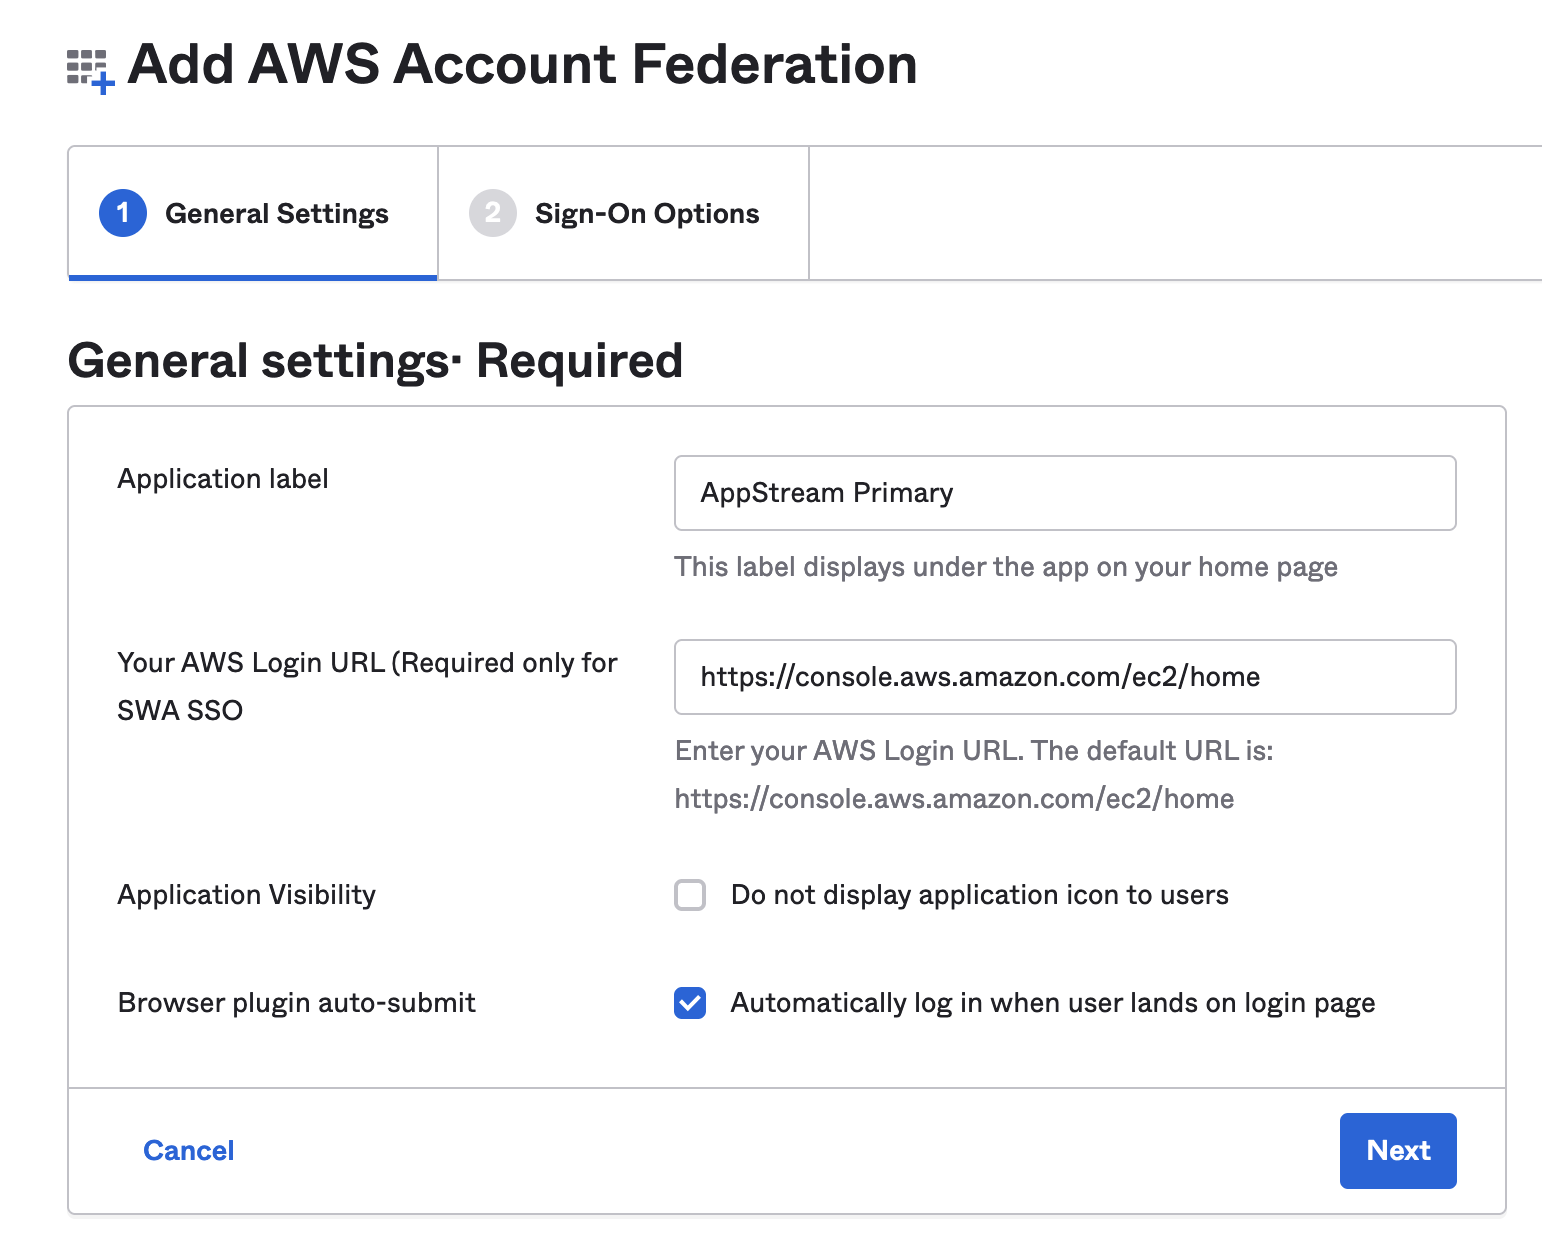 Add AWS Account Federation
1 General Settings
2 Sign-On Options
General settings· Required
Application label
AppStream Primary
This label displays under the app on your home page
Your AWS Login URL (Required only for
SWA SSO
https://console.aws.amazon.com/ec2/home
Enter your AWS Login URL. The default URL is:
https://console.aws.amazon.com/ec2/home
Application Visibility
Do not display application icon to users
Browser plugin auto-submit
Automatically log in when user lands on login page
Cancel
Next